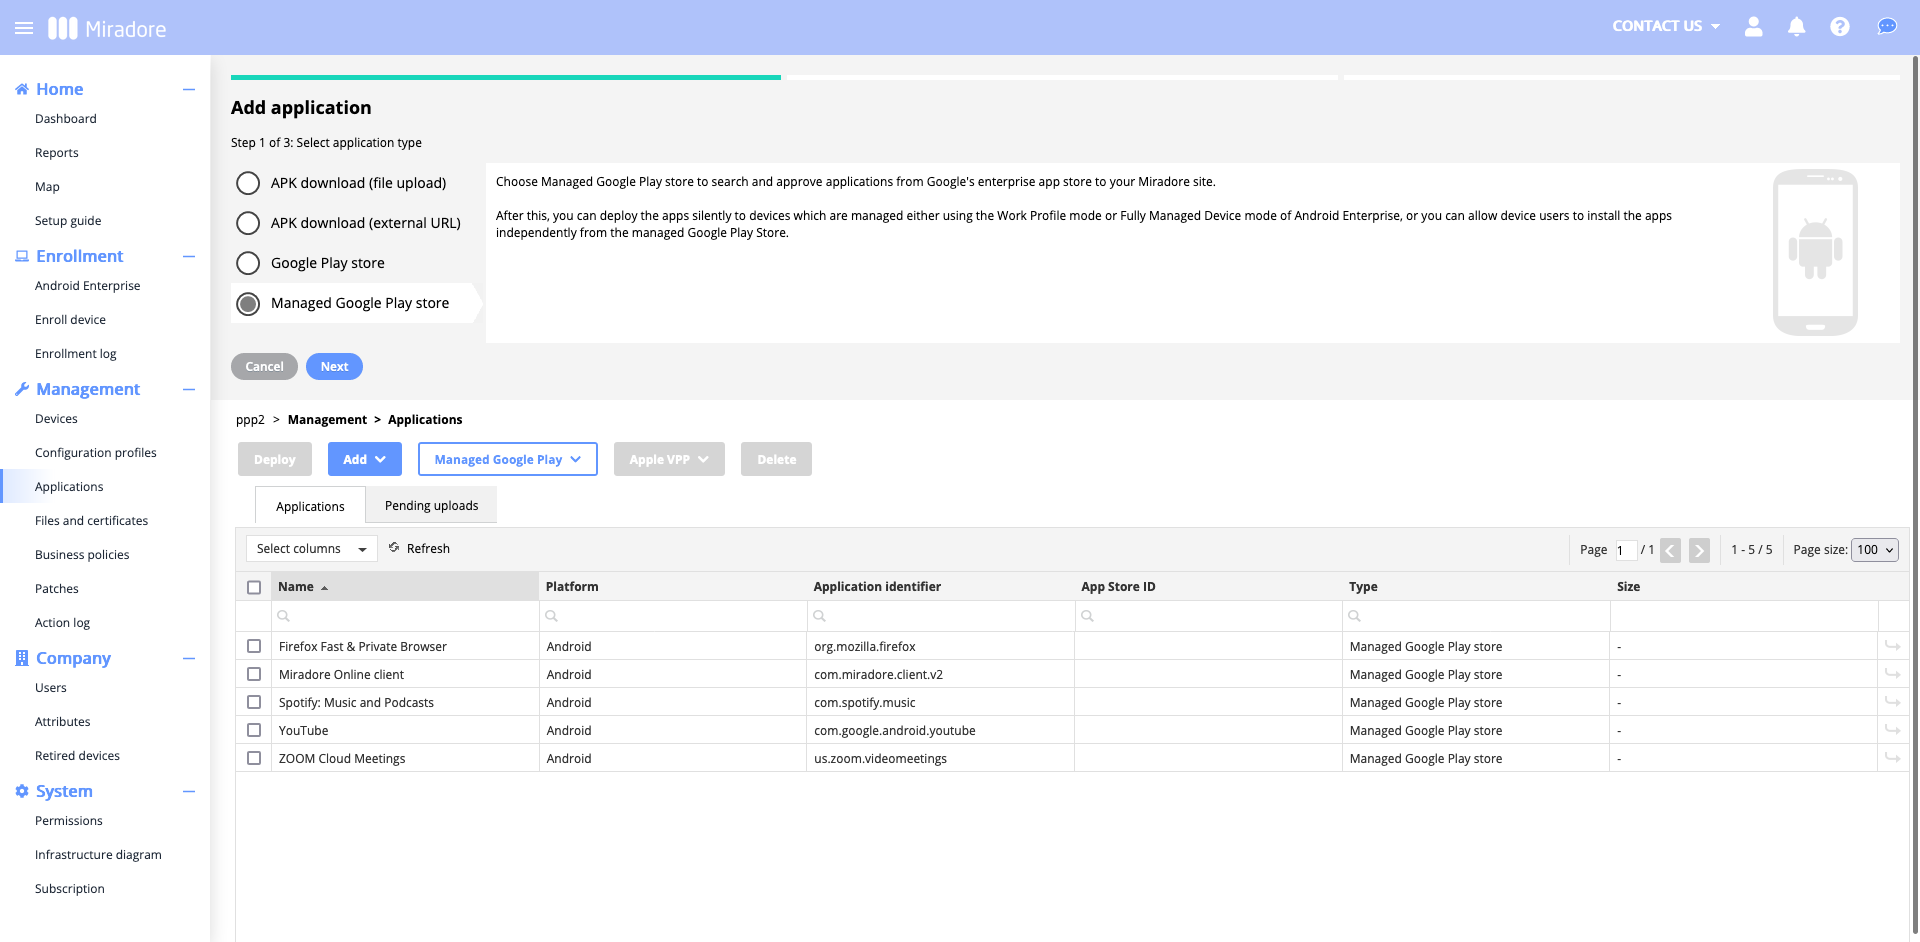 Miradore
CONTACT US
Home
Dashboard
Reports
Map
Setup guide
Enrollment
Android Enterprise
Enroll device
Enrollment log
Management
Devices
Configuration profiles
Applications
Files and certificates
Business policies
Patches
Action log
Company
Users
Attributes
Retired devices
System
Permissions
Infrastructure diagram
Subscription
Add application
Step 1 of 3: Select application type
APK download (file upload)
APK download (external URL)
Google Play store
Managed Google Play store
Choose Managed Google Play store to search and approve applications from Google's enterprise app store to your Miradore site.
After this, you can deploy the apps silently to devices which are managed either using the Work Profile mode or Fully Managed Device mode of Android Enterprise, or you can allow device users to install the apps
independently from the managed Google Play Store.
Cancel Next
ppp2 > Management > Applications
Deploy Add Managed Google Play Apple VPP Delete
Applications Pending uploads
Select columns Refresh Page 1 / 1 1 - 5 / 5 Page size: 100
Name Platform Application identifier App Store ID Type Size
Firefox Fast & Private Browser Android org.mozilla.firefox Managed Google Play store -
Miradore Online client Android com.miradore.client.v2 Managed Google Play store -
Spotify: Music and Podcasts Android com.spotify.music Managed Google Play store -
YouTube Android com.google.android.youtube Managed Google Play store -
ZOOM Cloud Meetings Android us.zoom.videomeetings Managed Google Play store -